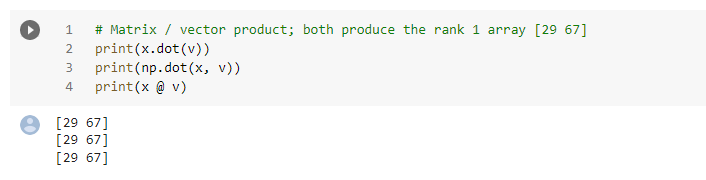 1 # Matrix / vector product; both produce the rank 1 array [29 67]
2 print(x.dot(v))
3 print(np.dot(x, v))
4 print(x @ v)
[29 67]
[29 67]
[29 67]